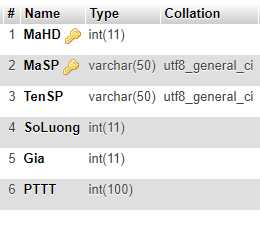 # Name Type Collation
1 MaHD int(11)
2 MaSP varchar(50) utf8_general_ci
3 TenSP varchar(50) utf8_general_ci
4 SoLuong int(11)
5 Gia int(11)
6 PTTT int(100)